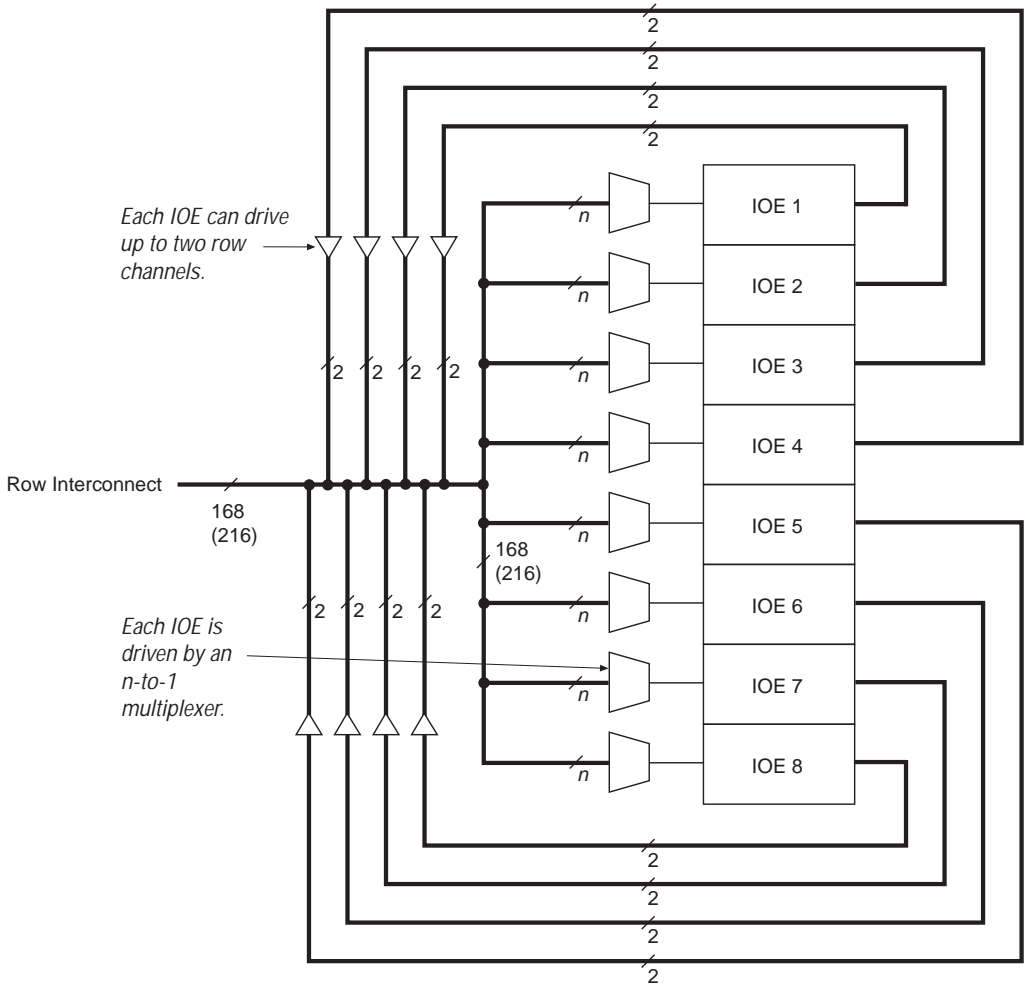 2
2
2
2
Each IOE can drive
up to two row
channels.
n
IOE 1
n
IOE 2
2
2
2
2
n
IOE 3
n
IOE 4
Row Interconnect
168
(216)
n
IOE 5
168
(216)
2
2
2
2
n
IOE 6
Each IOE is
driven by an
n-to-1
multiplexer.
n
IOE 7
n
IOE 8
2
2
2
2